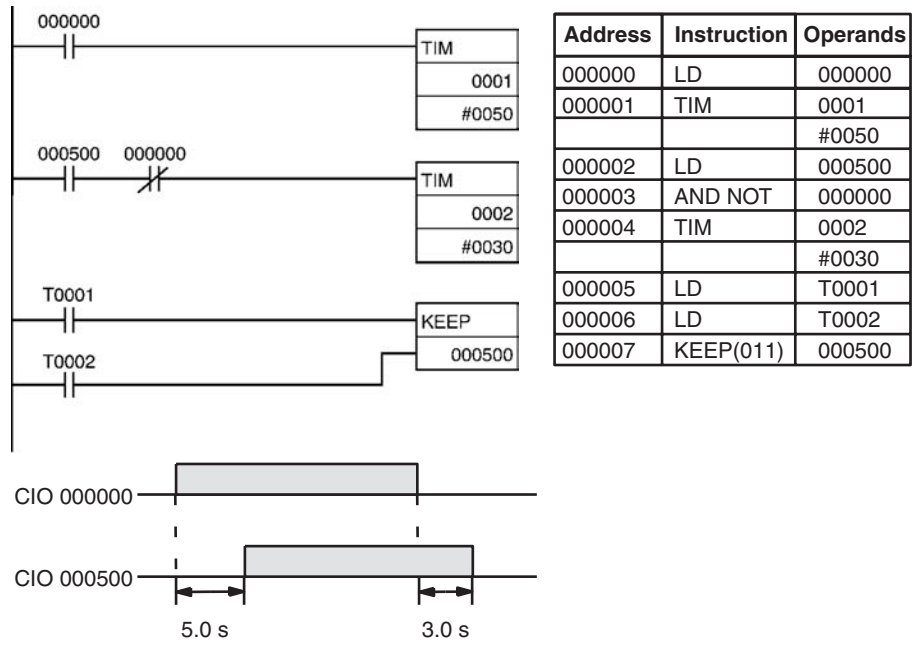 000000
TIM
0001
#0050
000500 000000
TIM
0002
#0030
T0001
KEEP
000500
T0002
Address Instruction Operands
000000 LD 000000
000001 TIM 0001
#0050
000002 LD 000500
000003 AND NOT 000000
000004 TIM 0002
#0030
000005 LD T0001
000006 LD T0002
000007 KEEP(011) 000500
CIO 000000
CIO 000500
5.0 s 3.0 s